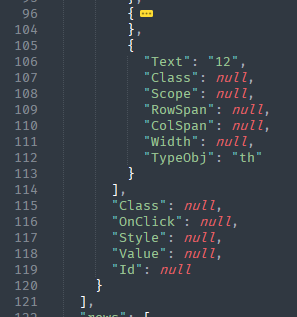 },
96 {
104 },
105 {
106 "Text": "12",
107 "Class": null,
108 "Scope": null,
109 "RowSpan": null,
110 "ColSpan": null,
111 "Width": null,
112 "TypeObj": "th"
113 }
114 ],
115 "Class": null,
116 "OnClick": null,
117 "Style": null,
118 "Value": null,
119 "Id": null
120 }
121 ],
122 "rows": [